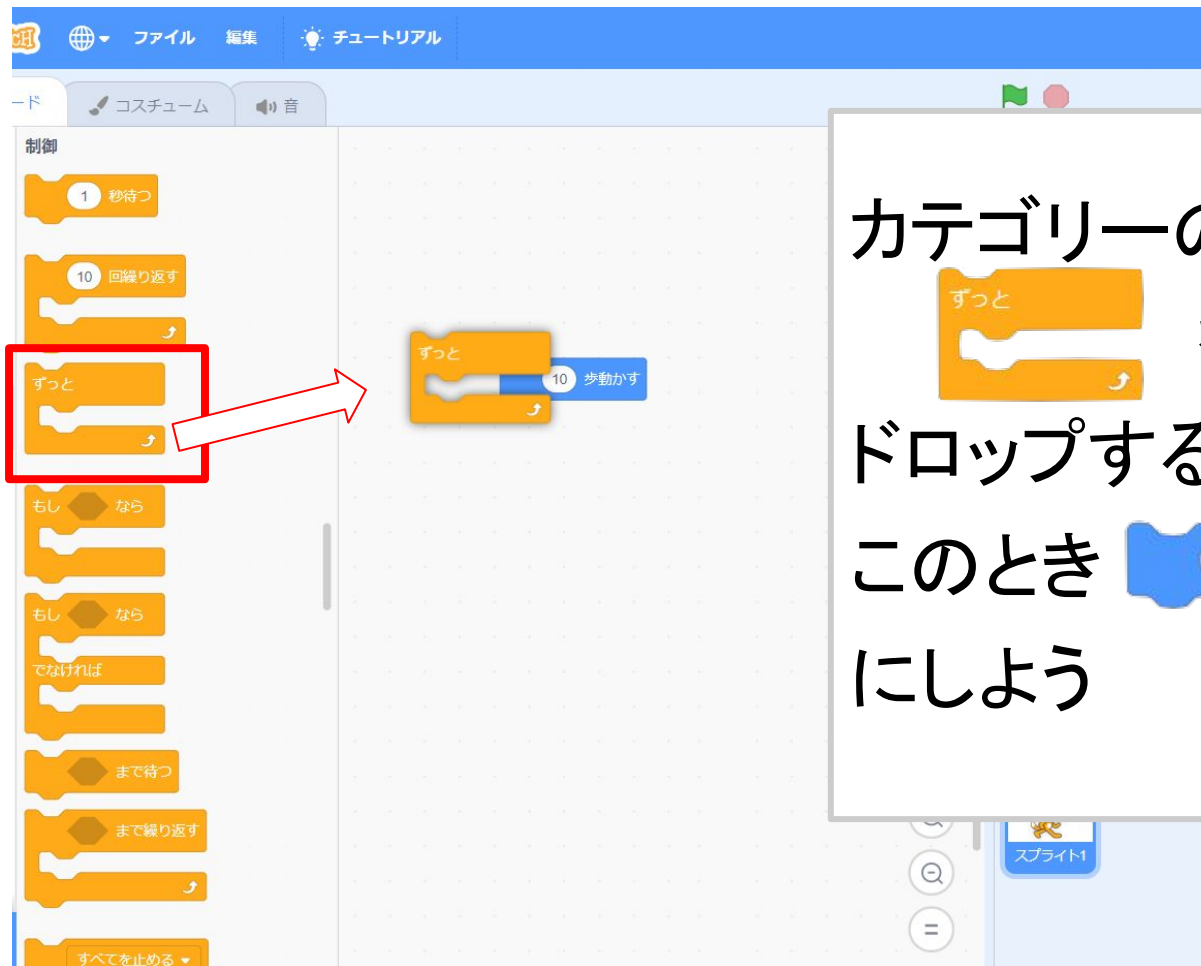 ファイル 編集 チュートリアル
コスチューム 音
制御
1 秒待つ
10 回繰り返す
ずっと
もし なら
もし なら
でなければ
まで待つ
まで繰り返す
すべてを止める
ずっと
10 歩動かす
カテゴリーの
ずっと
ドロップする
このとき
にしよう
スプライト1